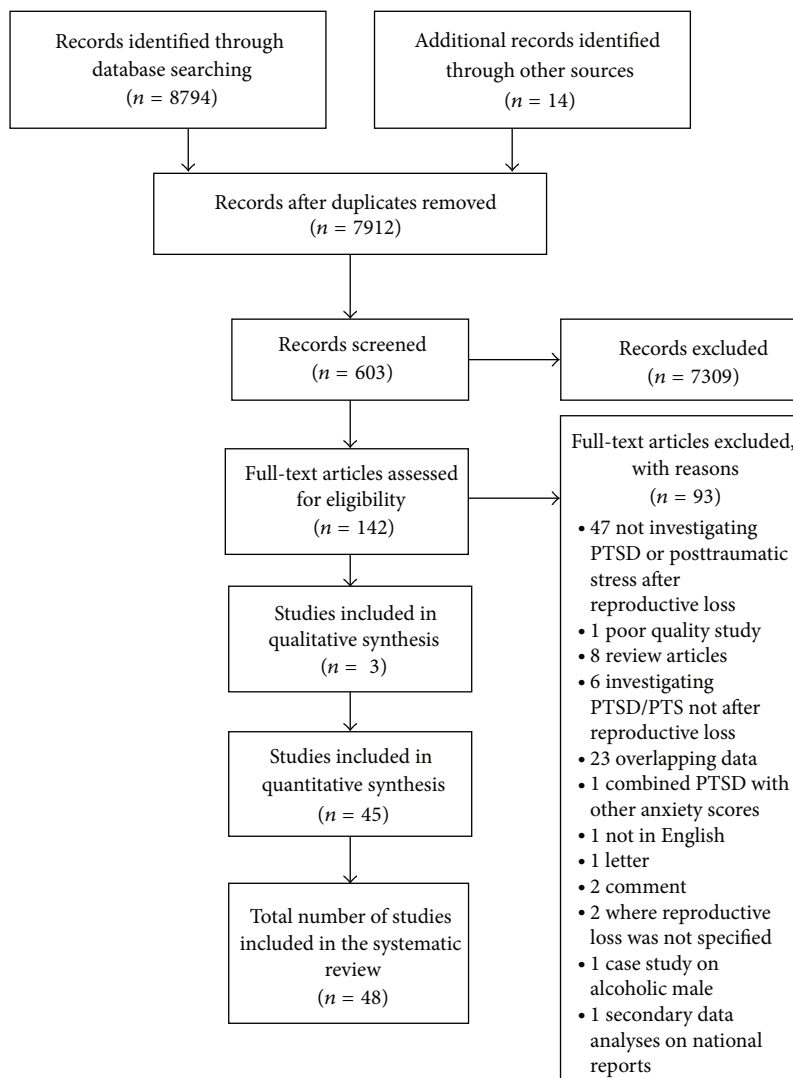 Records identified through
database searching
(n = 8794)
Additional records identified
through other sources
(n = 14)
Records after duplicates removed
(n = 7912)
Records screened
(n = 603)
Records excluded
(n = 7309)
Full-text articles assessed
for eligibility
(n = 142)
Full-text articles excluded,
with reasons
(n = 93)
• 47 not investigating
PTSD or posttraumatic
stress after
reproductive loss
• 1 poor quality study
• 8 review articles
• 6 investigating
PTSD/PTS not after
reproductive loss
• 23 overlapping data
• 1 combined PTSD with
other anxiety scores
• 1 not in English
• 1 letter
• 2 comment
• 2 where reproductive
loss was not specified
• 1 case study on
alcoholic male
• 1 secondary data
analyses on national
reports
Studies included in
qualitative synthesis
(n = 3)
Studies included in
quantitative synthesis
(n = 45)
Total number of studies
included in the systematic
review
(n = 48)